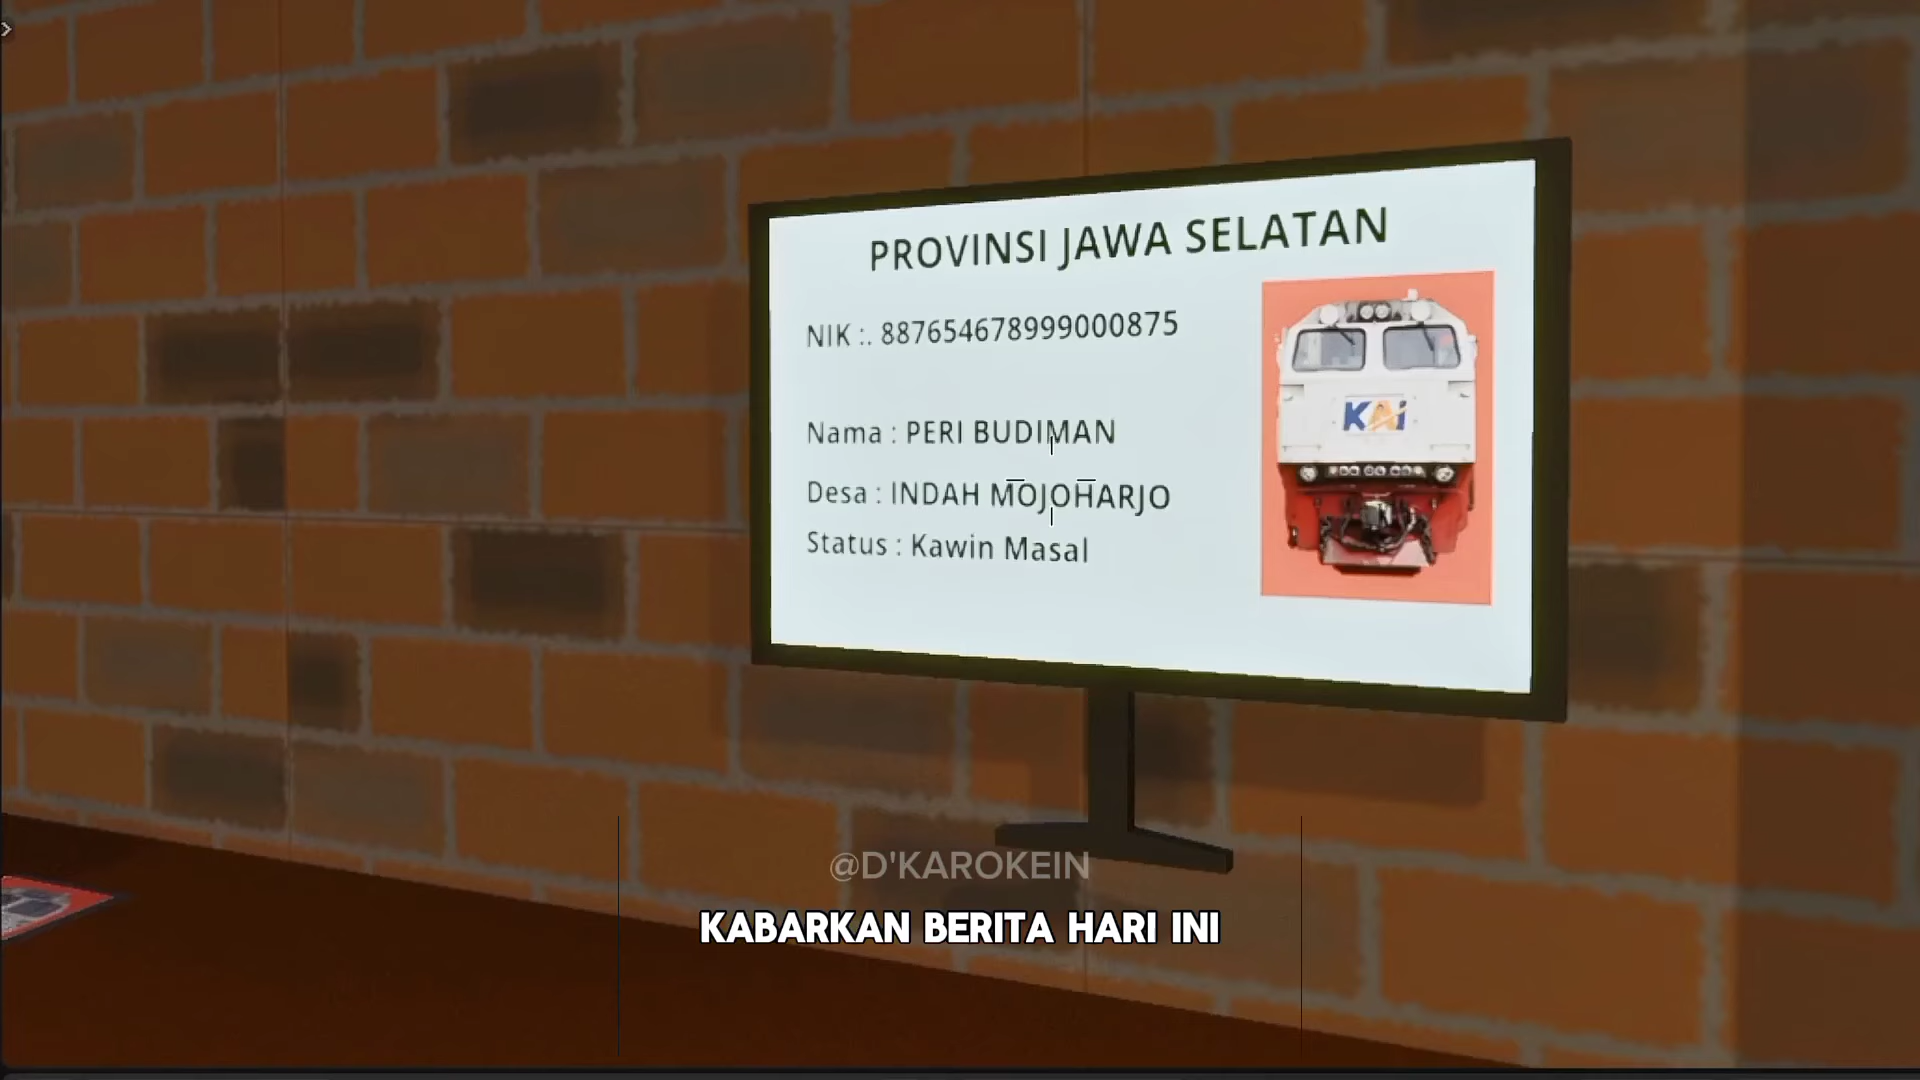 PROVINSI JAWA SELATAN
NIK :. 887654678999000875
KAI
Nama : PERI BUDIMAN
Desa : INDAH MOJOHARJO
Status : Kawin Masal
@D'KAROKEIN
KABARKAN BERITA HARI INI